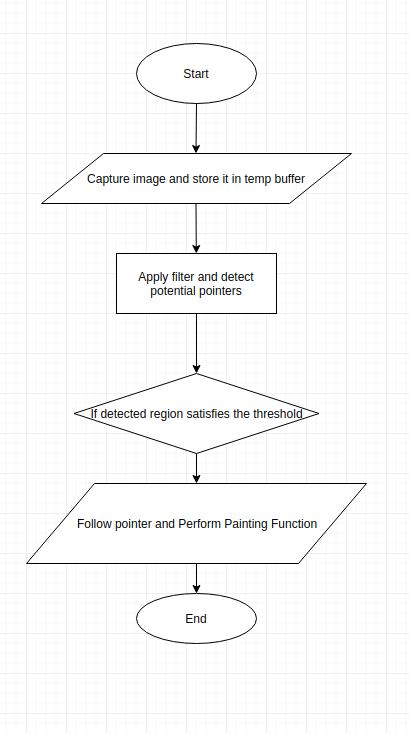 Start
Capture image and store it in temp buffer
Apply filter and detect
potential pointers
If detected region satisfies the threshold
Follow pointer and Perform Painting Function
End